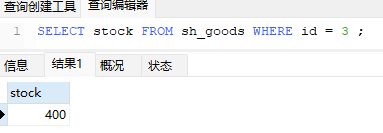 查询创建工具 查询编辑器
1 SELECT stock FROM sh_goods WHERE id = 3 ;
信息 结果1 概况 状态
stock
400